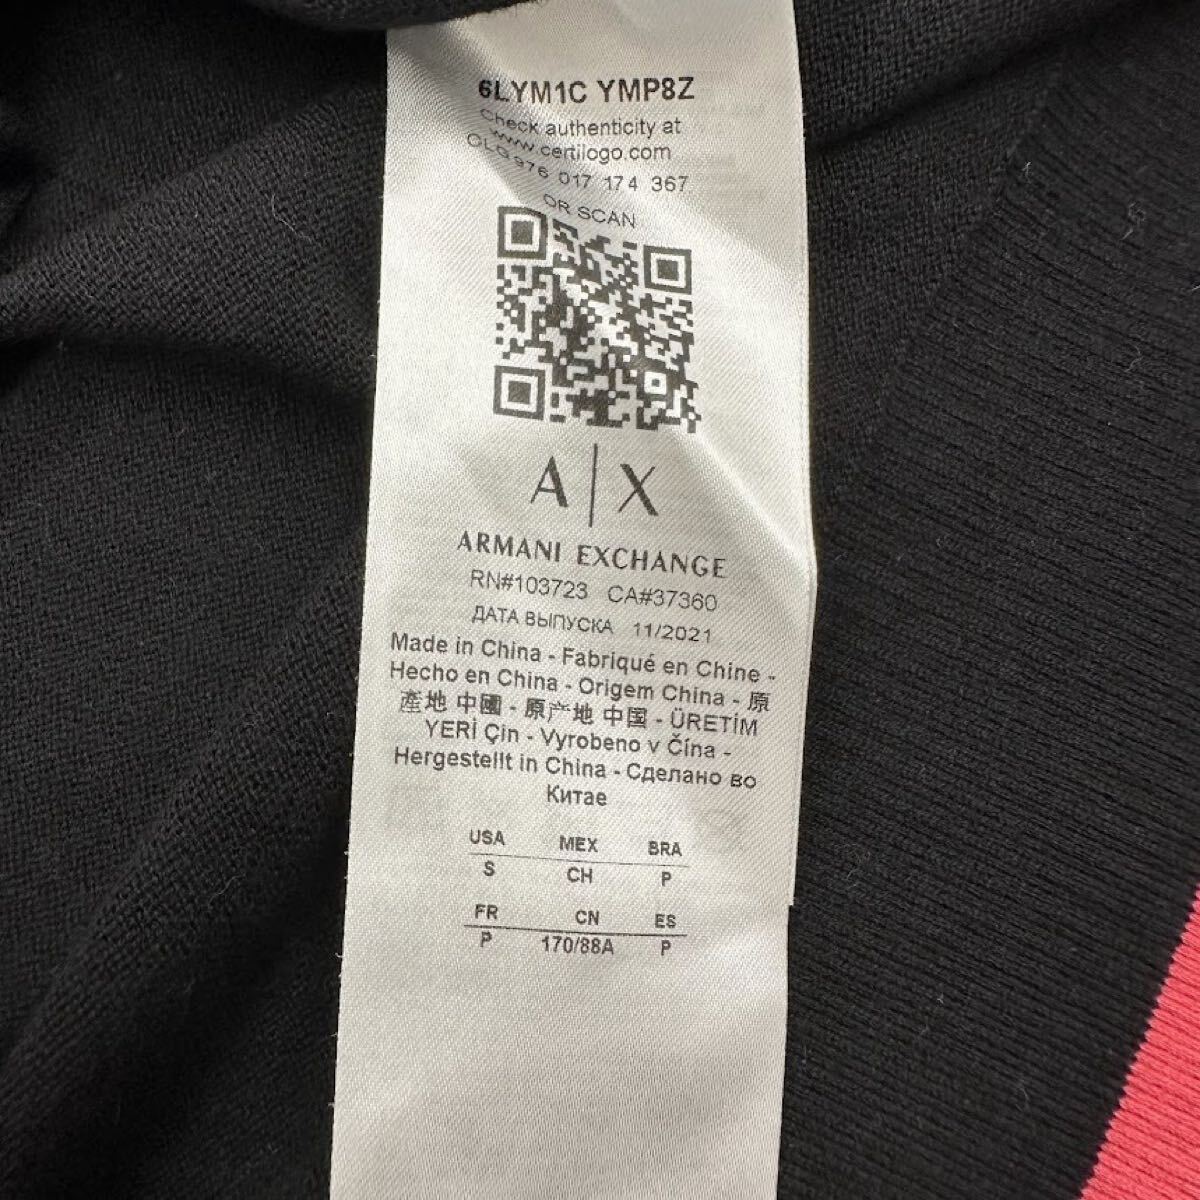 6LYM1C YMP8Z
Check authenticity at
www.certilogo.com
CLG 976 017 174 367
OR SCAN
A|X
ARMANI EXCHANGE
RN#103723 CA#37360
ДАТА ВЫПУСКА 11/2021
Made in China - Fabriqué en Chine -
Hecho en China - Origem China - 原
產地 中國 - 原产地 中国 - ÜRETİM
YERİ Çin - Vyrobeno v Čína -
Hergestellt in China - Сделано во
Китае
USA MEX BRA
S CH P
FR CN ES
P 170/88A P